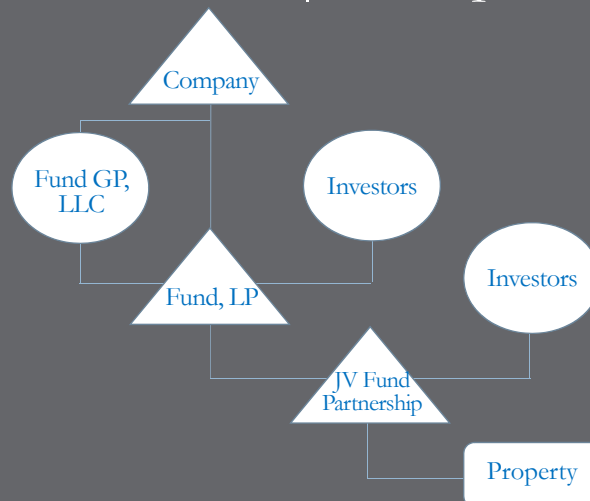 Company
Fund GP,
LLC
Investors
Investors
Fund, LP
JV Fund
Partnership
Property